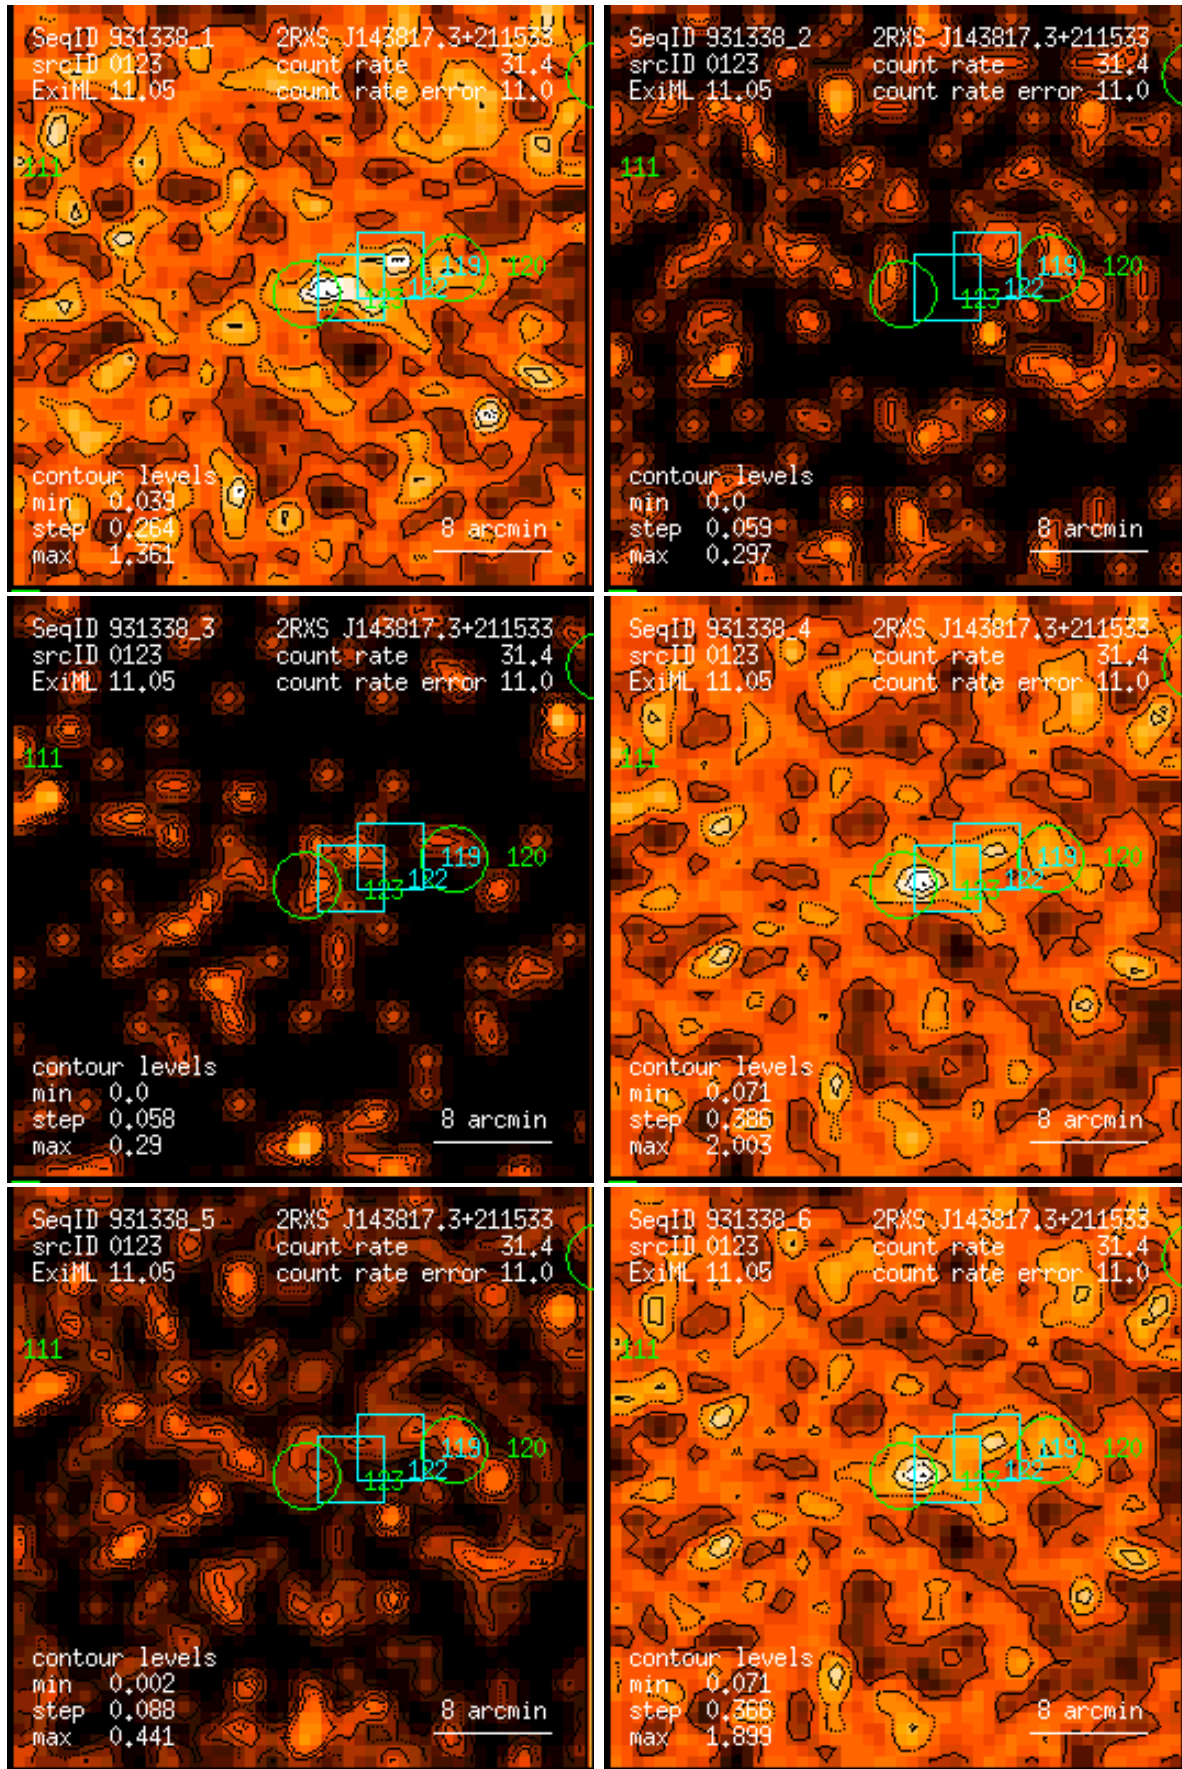 SeqID 931338_1 2RXS J143817.3+211533
srcID 0123 count rate 31.4
ExiML 11.05 count rate error 11.0
111
119 120
122
123
contour levels
min 0.039
step 0.264 8 arcmin
max 1.361
SeqID 931338_2 2RXS J143817.3+211533
srcID 0123 count rate 31.4
ExiML 11.05 count rate error 11.0
111
119 120
122
123
contour levels
min 0.0
step 0.059 8 arcmin
max 0.297
SeqID 931338_3 2RXS J143817.3+211533
srcID 0123 count rate 31.4
ExiML 11.05 count rate error 11.0
111
119 120
122
123
contour levels
min 0.0
step 0.058 8 arcmin
max 0.29
SeqID 931338_4 2RXS J143817.3+211533
srcID 0123 count rate 31.4
ExiML 11.05 count rate error 11.0
111
119 120
122
123
contour levels
min 0.071
step 0.386 8 arcmin
max 2.003
SeqID 931338_5 2RXS J143817.3+211533
srcID 0123 count rate 31.4
ExiML 11.05 count rate error 11.0
111
119 120
122
123
contour levels
min 0.002
step 0.088 8 arcmin
max 0.441
SeqID 931338_6 2RXS J143817.3+211533
srcID 0123 count rate 31.4
ExiML 11.05 count rate error 11.0
111
119 120
122
123
contour levels
min 0.071
step 0.366 8 arcmin
max 1.899